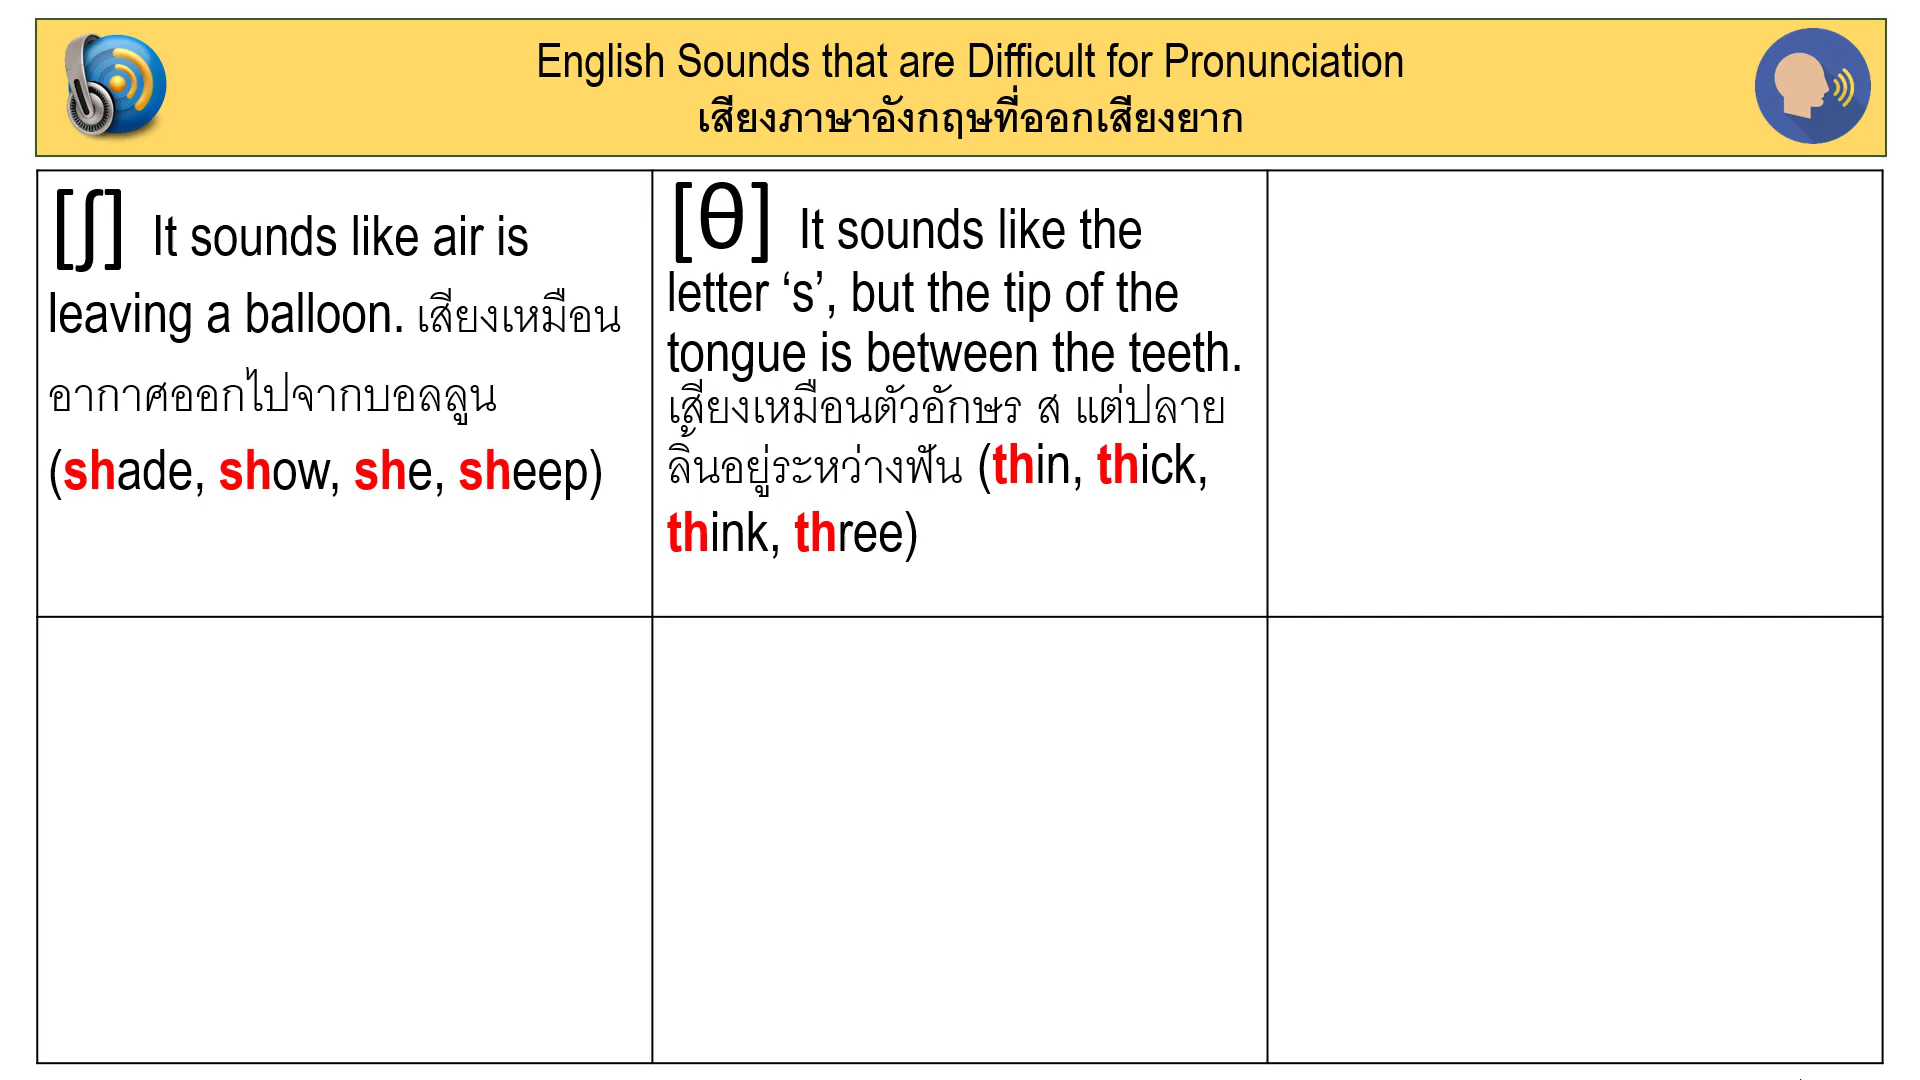 English Sounds that are Difficult for Pronunciation
เสียงภาษาอังกฤษที่ออกเสียงยาก
[ʃ] It sounds like air is
leaving a balloon. เสียงเหมือน
อากาศออกไปจากบอลลูน
(shade, show, she, sheep)
[θ] It sounds like the
letter ‘s’, but the tip of the
tongue is between the teeth.
เสียงเหมือนตัวอักษร ส แต่ปลาย
ลิ้นอยู่ระหว่างฟัน (thin, thick,
think, three)